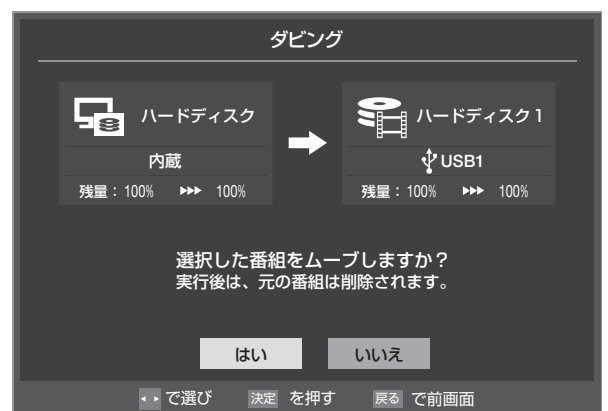 ダビング
ハードディスク
内蔵
残量：100% ▶▶▶ 100%
ハードディスク1
USB1
残量：100% ▶▶▶ 100%
選択した番組をムーブしますか？
実行後は、元の番組は削除されます。
はい いいえ
で選び 決定 を押す 戻る で前画面